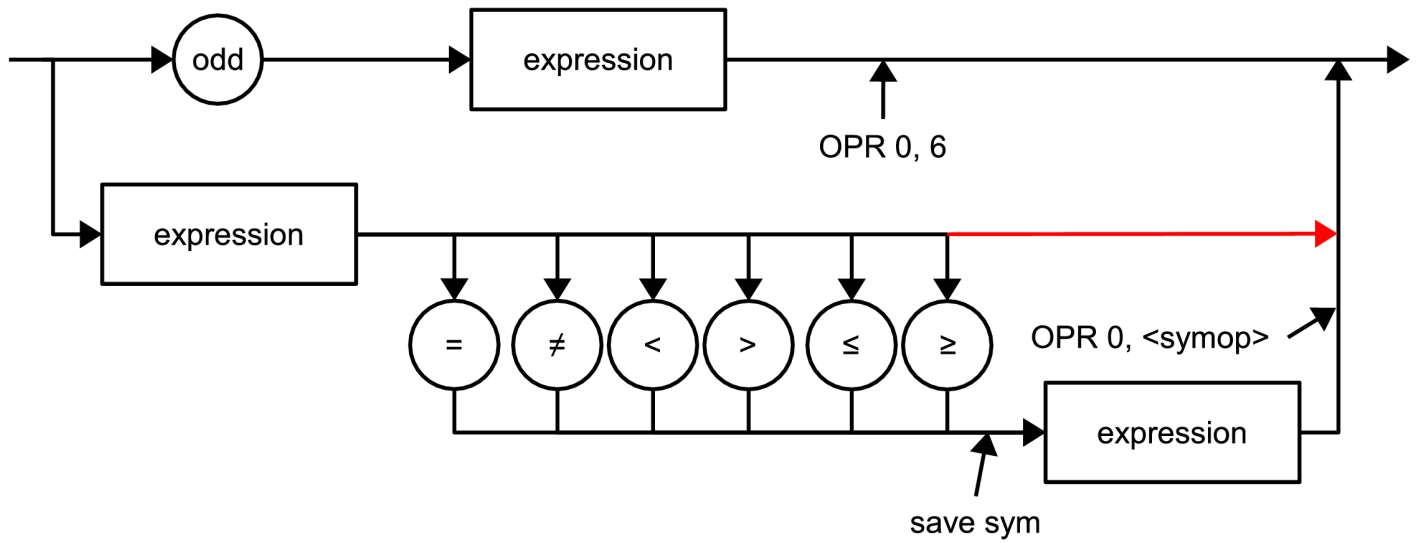 odd
expression
OPR 0, 6
expression
= ≠ < > ≤ ≥
OPR 0, <symop>
expression
save sym